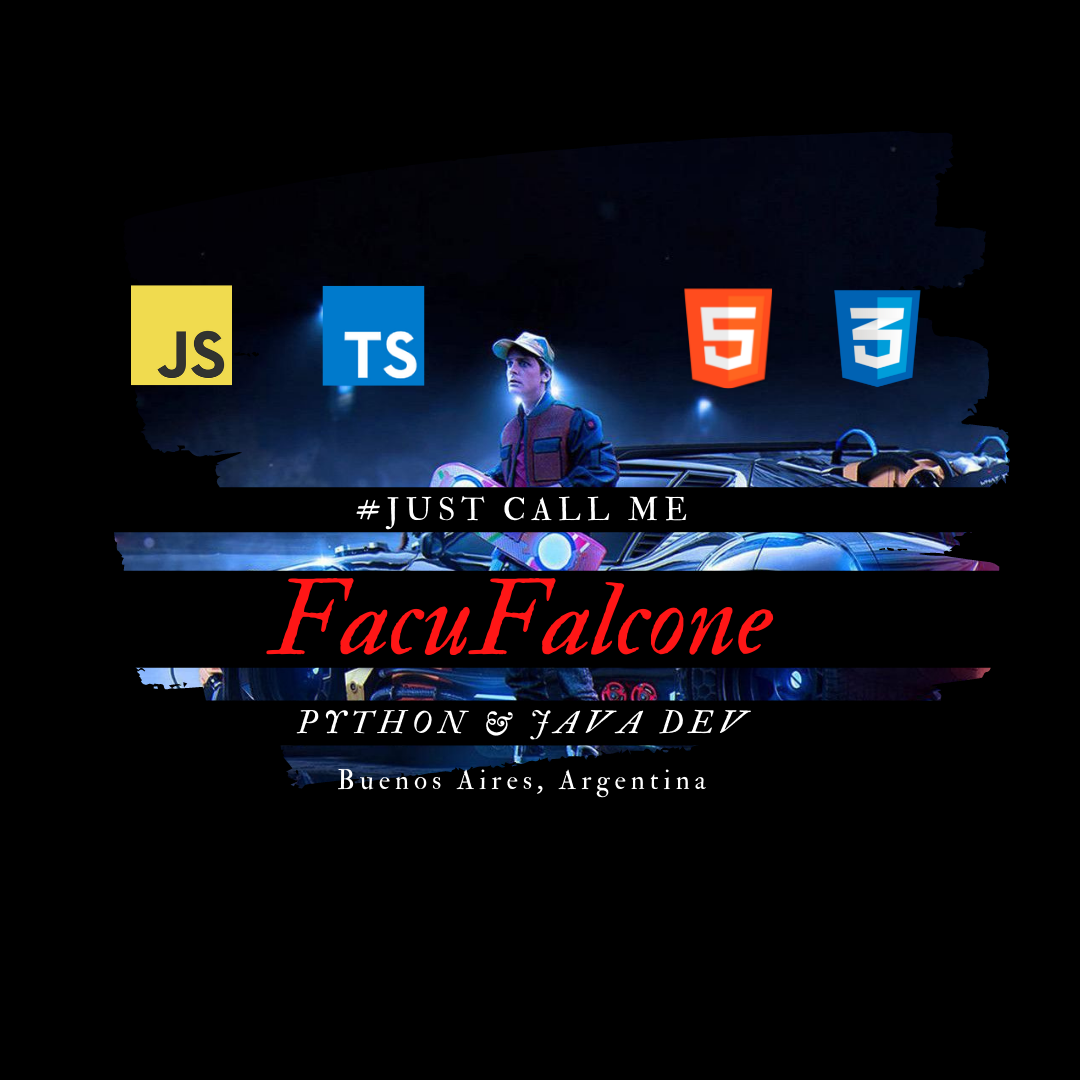 JS TS 5 3
#JUST CALL ME
FacuFalcone
PYTHON & JAVA DEV
Buenos Aires, Argentina